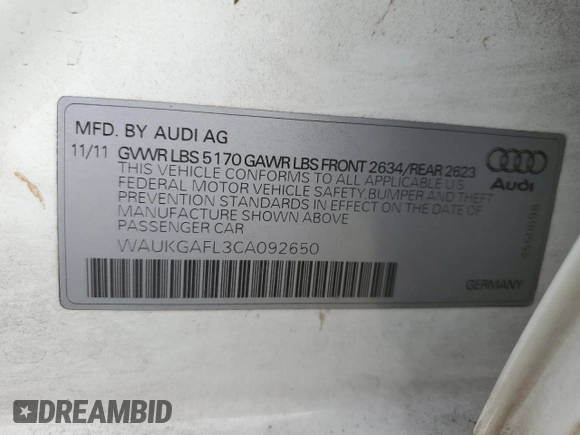 MFD. BY AUDI AG
11/11 GVWR LBS 5170 GAWR LBS FRONT 2634/REAR 2623
THIS VEHICLE CONFORMS TO ALL APPLICABLE U.S
FEDERAL MOTOR VEHICLE SAFETY, BUMPER AND THEFT
PREVENTION STANDARDS IN EFFECT ON THE DATE OF
MANUFACTURE SHOWN ABOVE
PASSENGER CAR
WAUKGAFL3CA092650
Audi
GERMANY
DREAMBID